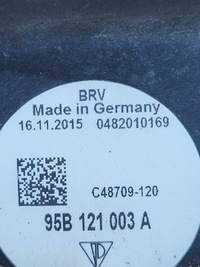 BRV
Made in Germany
16.11.2015 0482010169
C48709-120
95B 121 003 A